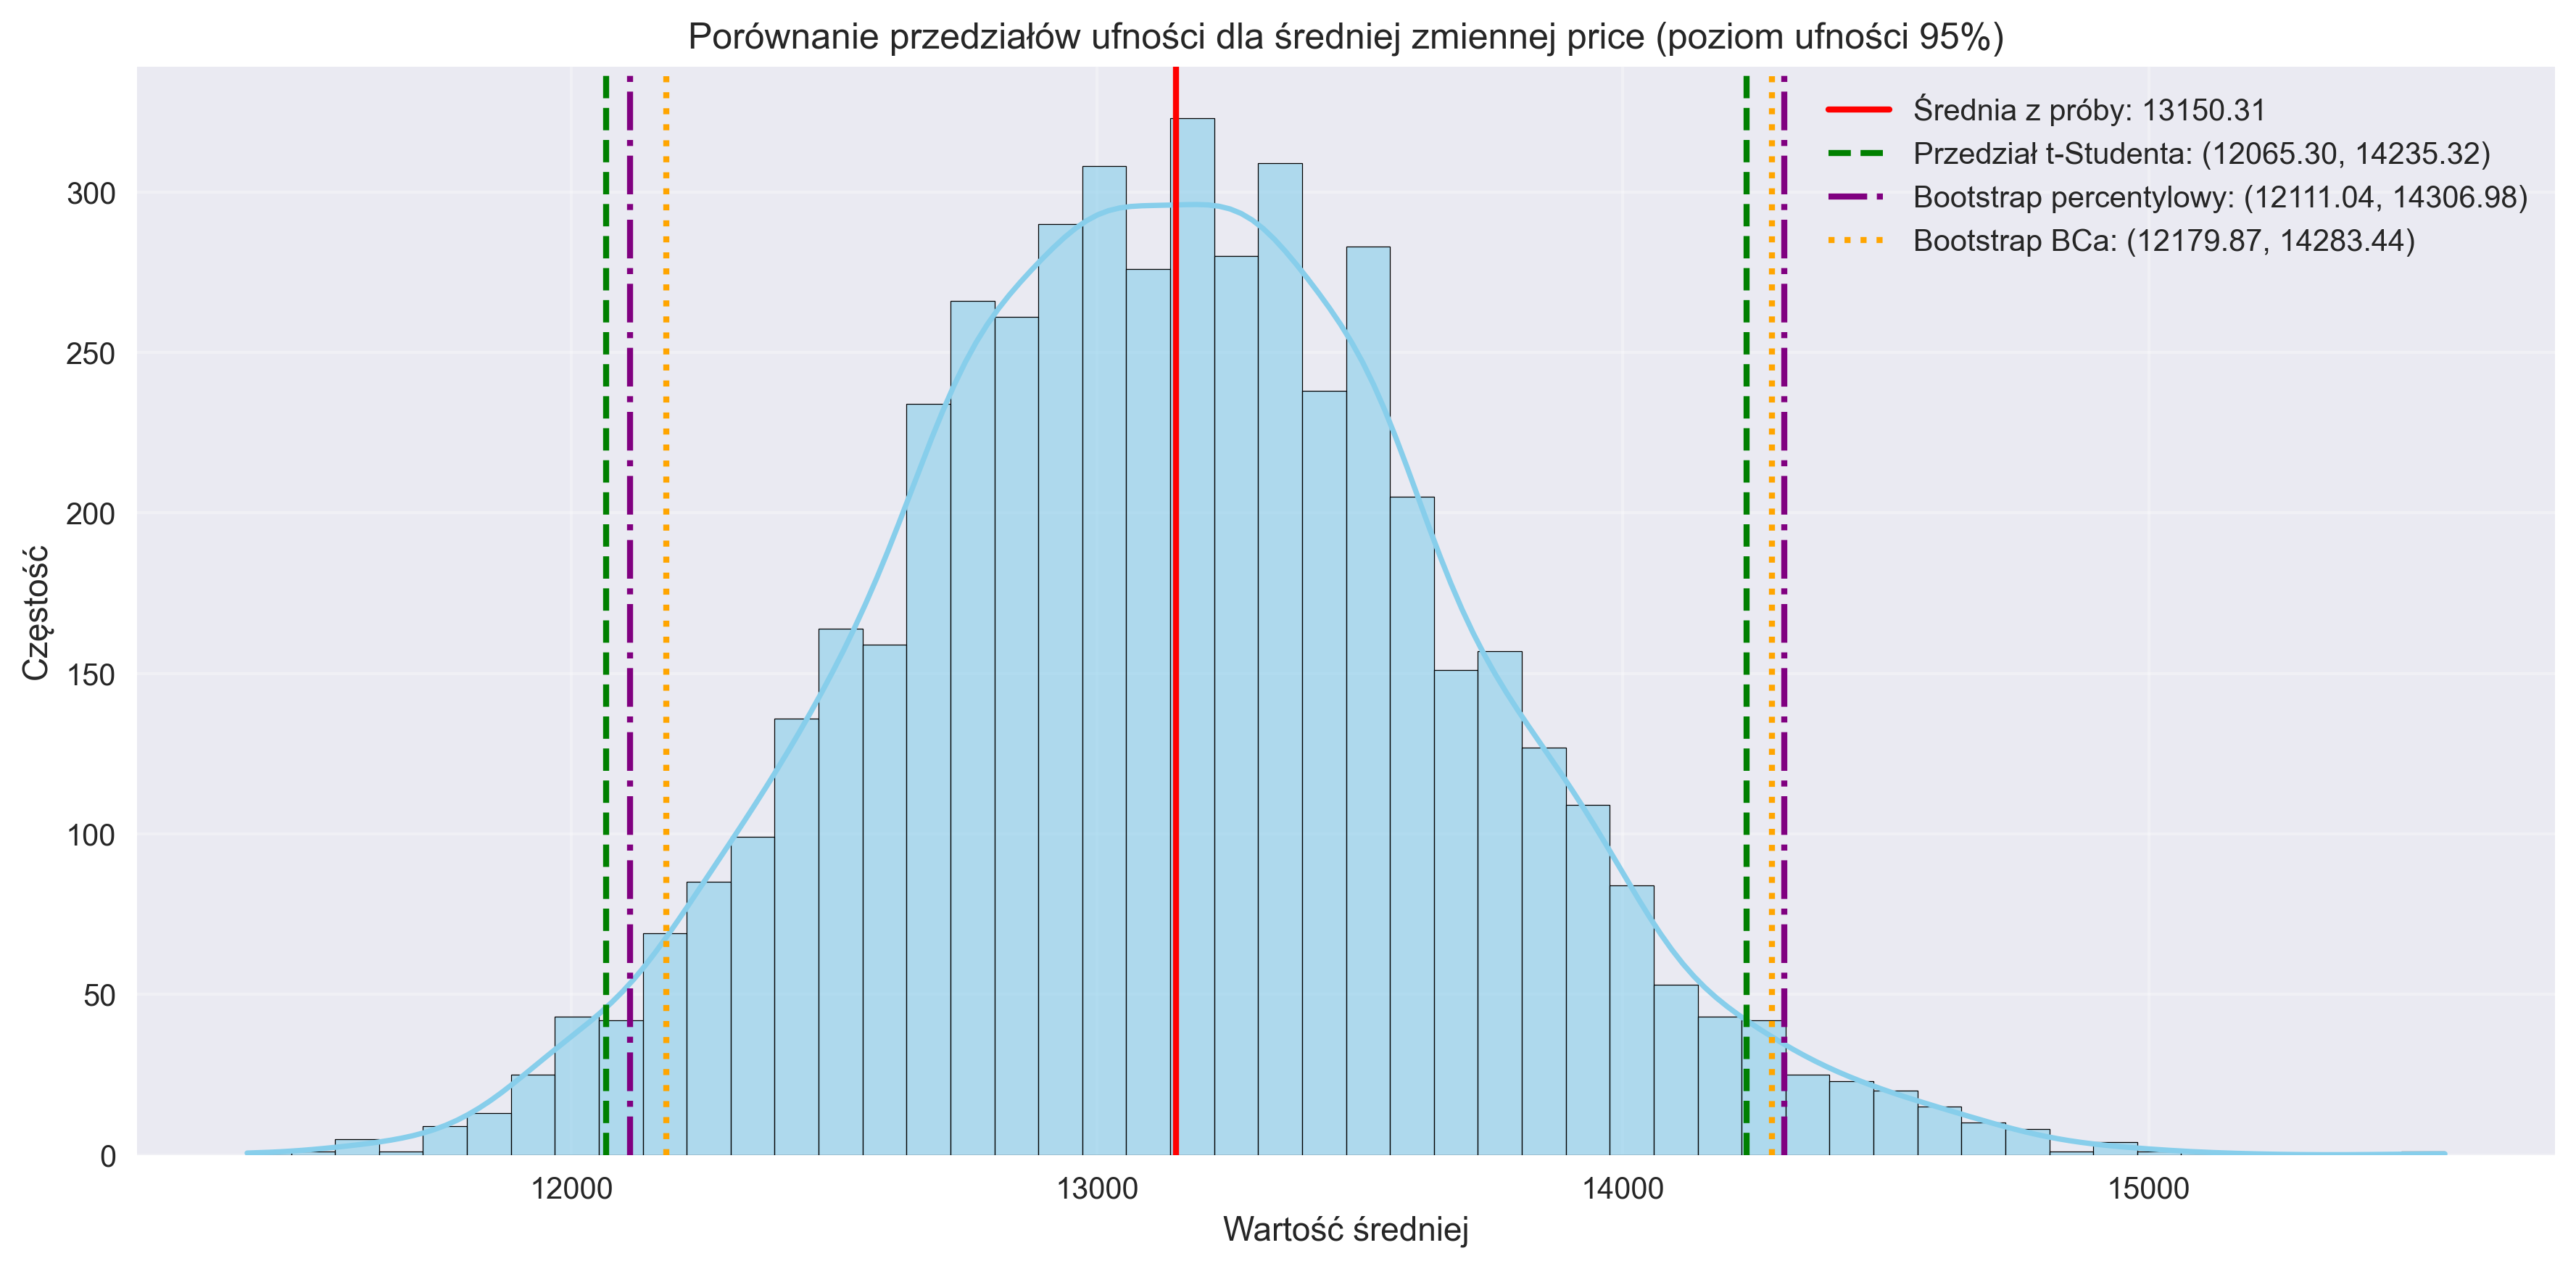 Porównanie przedziałów ufności dla średniej zmiennej price (poziom ufności 95%)
Średnia z próby: 13150.31
Przedział t-Studenta: (12065.30, 14235.32)
Bootstrap percentylowy: (12111.04, 14306.98)
Bootstrap BCa: (12179.87, 14283.44)
Częstość
300
250
200
150
100
50
0
12000 13000 14000 15000
Wartość średniej